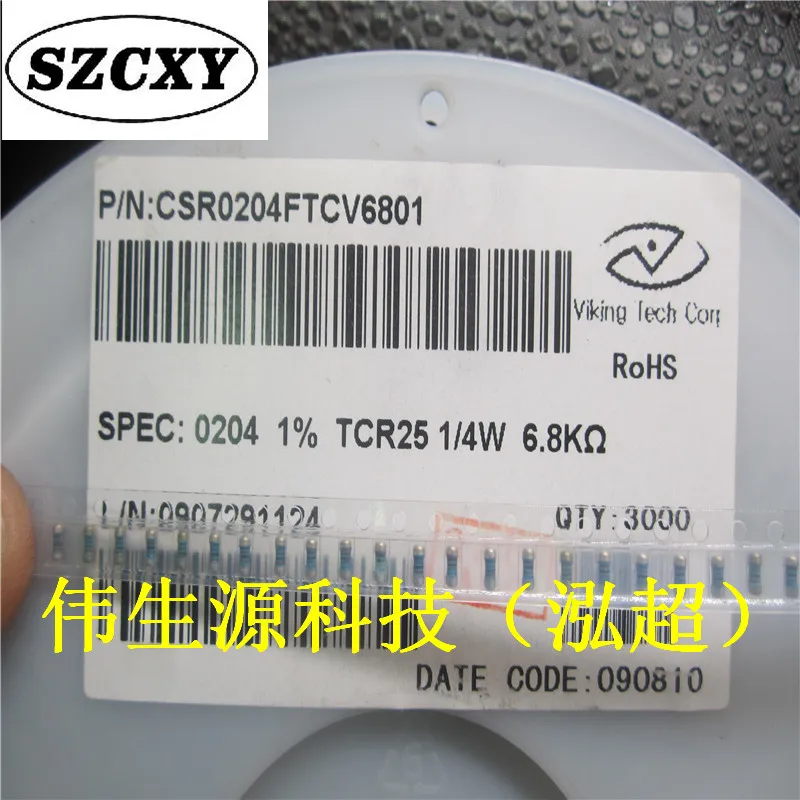 SZCXY
P/N:CSR0204FTCV6801
Viking Tech Corp
RoHS
SPEC: 0204 1% TCR25 1/4W 6.8KΩ
L/N:0907291124
QTY:3000
伟生源科技（泓超）
DATE CODE:090810